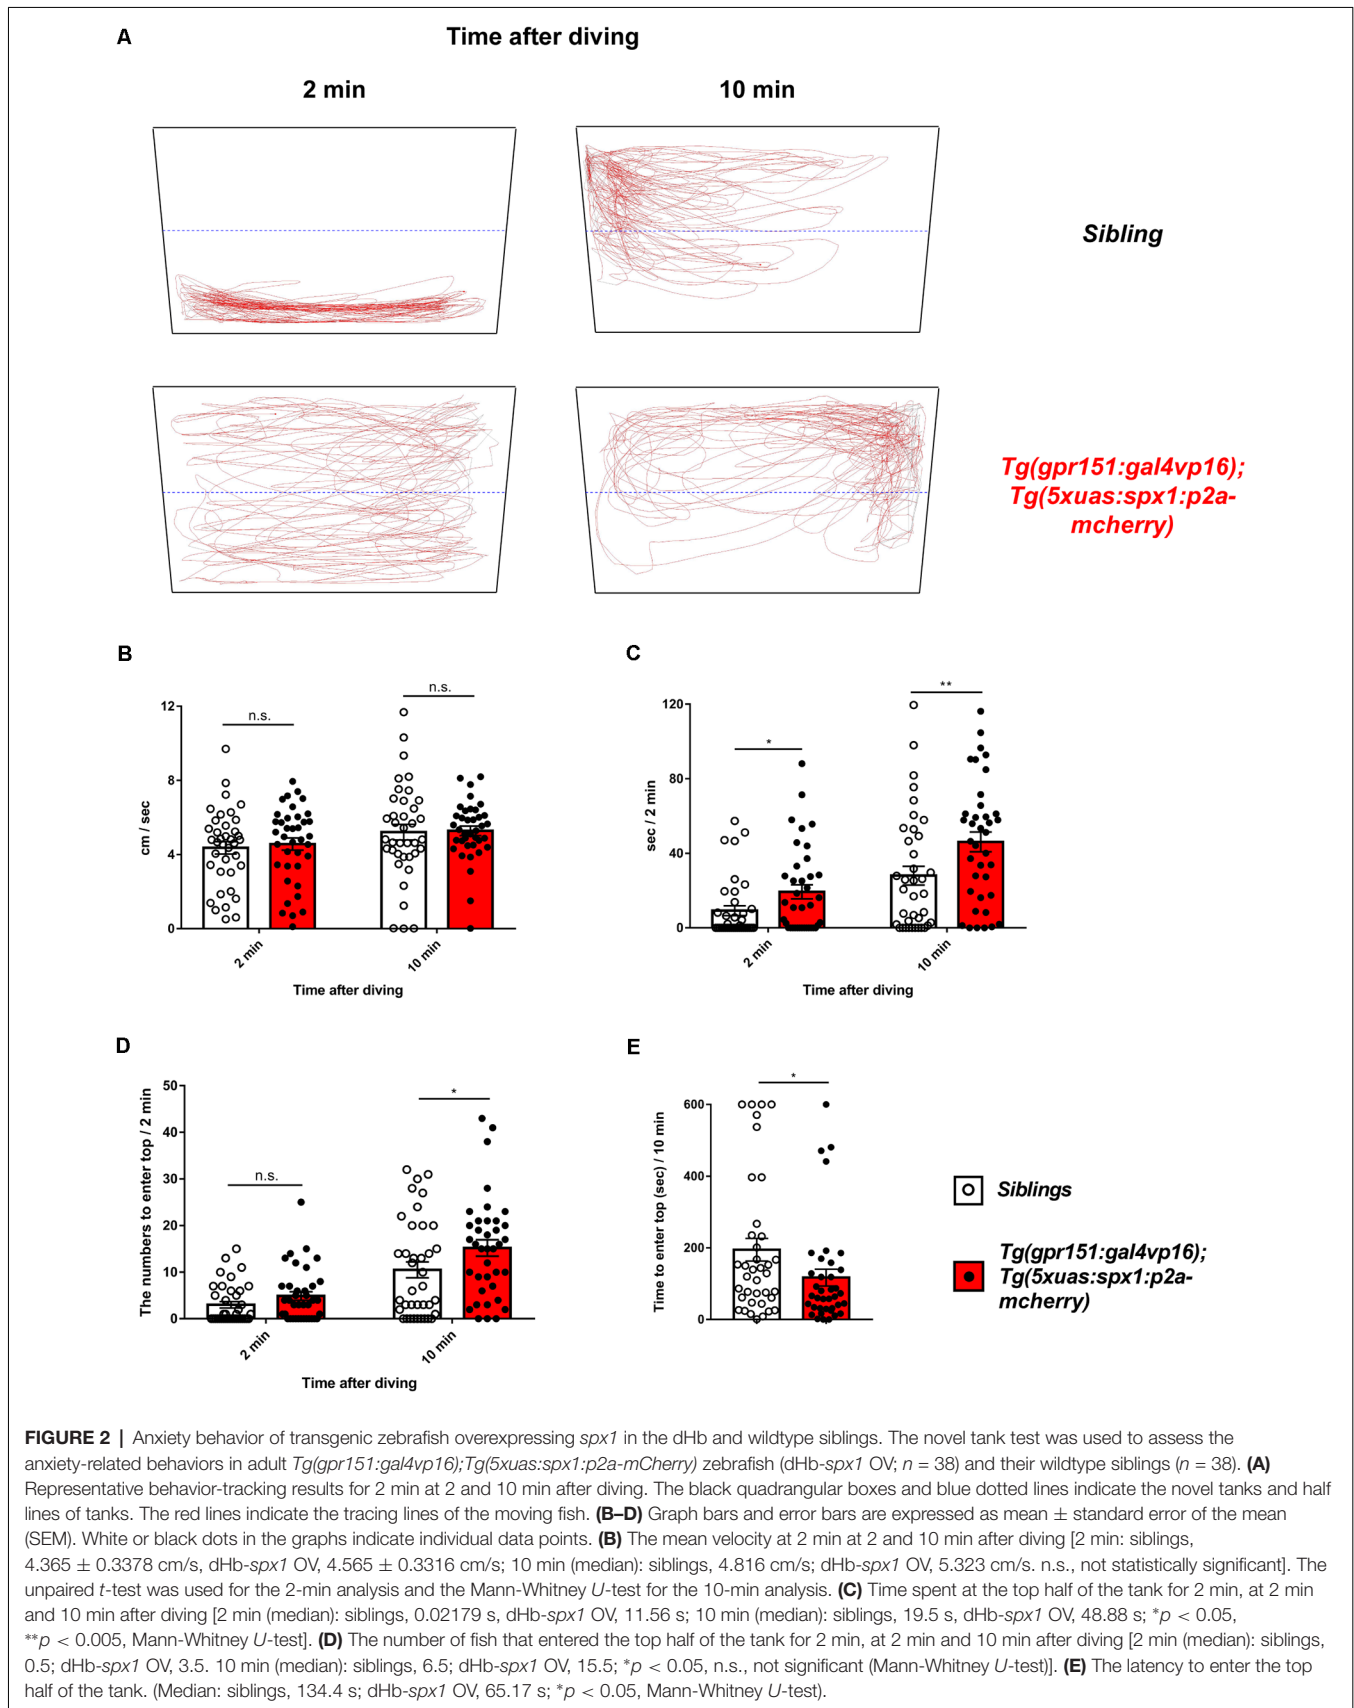 A
Time after diving
2 min
10 min
Sibling
Tg(gpr151:gal4vp16);
Tg(5xuas:spx1:p2a-
mcherry)
B
n.s.
n.s.
12
8
4
0
cm / sec
2 min
10 min
Time after diving
C
*
**
120
80
40
0
sec / 2 min
2 min
10 min
Time after diving
D
n.s.
*
50
40
30
20
10
0
The numbers to enter top / 2 min
2 min
10 min
Time after diving
E
*
600
400
200
0
Time to enter top (sec) / 10 min
Siblings
Tg(gpr151:gal4vp16);
Tg(5xuas:spx1:p2a-
mcherry)
FIGURE 2 | Anxiety behavior of transgenic zebrafish overexpressing spx1 in the dHb and wildtype siblings. The novel tank test was used to assess the
anxiety-related behaviors in adult Tg(gpr151:gal4vp16);Tg(5xuas:spx1:p2a-mCherry) zebrafish (dHb-spx1 OV; n = 38) and their wildtype siblings (n = 38). (A)
Representative behavior-tracking results for 2 min at 2 and 10 min after diving. The black quadrangular boxes and blue dotted lines indicate the novel tanks and half
lines of tanks. The red lines indicate the tracing lines of the moving fish. (B–D) Graph bars and error bars are expressed as mean ± standard error of the mean
(SEM). White or black dots in the graphs indicate individual data points. (B) The mean velocity at 2 min at 2 and 10 min after diving [2 min: siblings,
4.365 ± 0.3378 cm/s, dHb-spx1 OV, 4.565 ± 0.3316 cm/s; 10 min (median): siblings, 4.816 cm/s; dHb-spx1 OV, 5.323 cm/s. n.s., not statistically significant]. The
unpaired t-test was used for the 2-min analysis and the Mann-Whitney U-test for the 10-min analysis. (C) Time spent at the top half of the tank for 2 min, at 2 min
and 10 min after diving [2 min (median): siblings, 0.02179 s, dHb-spx1 OV, 11.56 s; 10 min (median): siblings, 19.5 s, dHb-spx1 OV, 48.88 s; *p < 0.05,
**p < 0.005, Mann-Whitney U-test]. (D) The number of fish that entered the top half of the tank for 2 min, at 2 min and 10 min after diving [2 min (median): siblings,
0.5; dHb-spx1 OV, 3.5. 10 min (median): siblings, 6.5; dHb-spx1 OV, 15.5; *p < 0.05, n.s., not significant (Mann-Whitney U-test)]. (E) The latency to enter the top
half of the tank. (Median: siblings, 134.4 s; dHb-spx1 OV, 65.17 s; *p < 0.05, Mann-Whitney U-test).